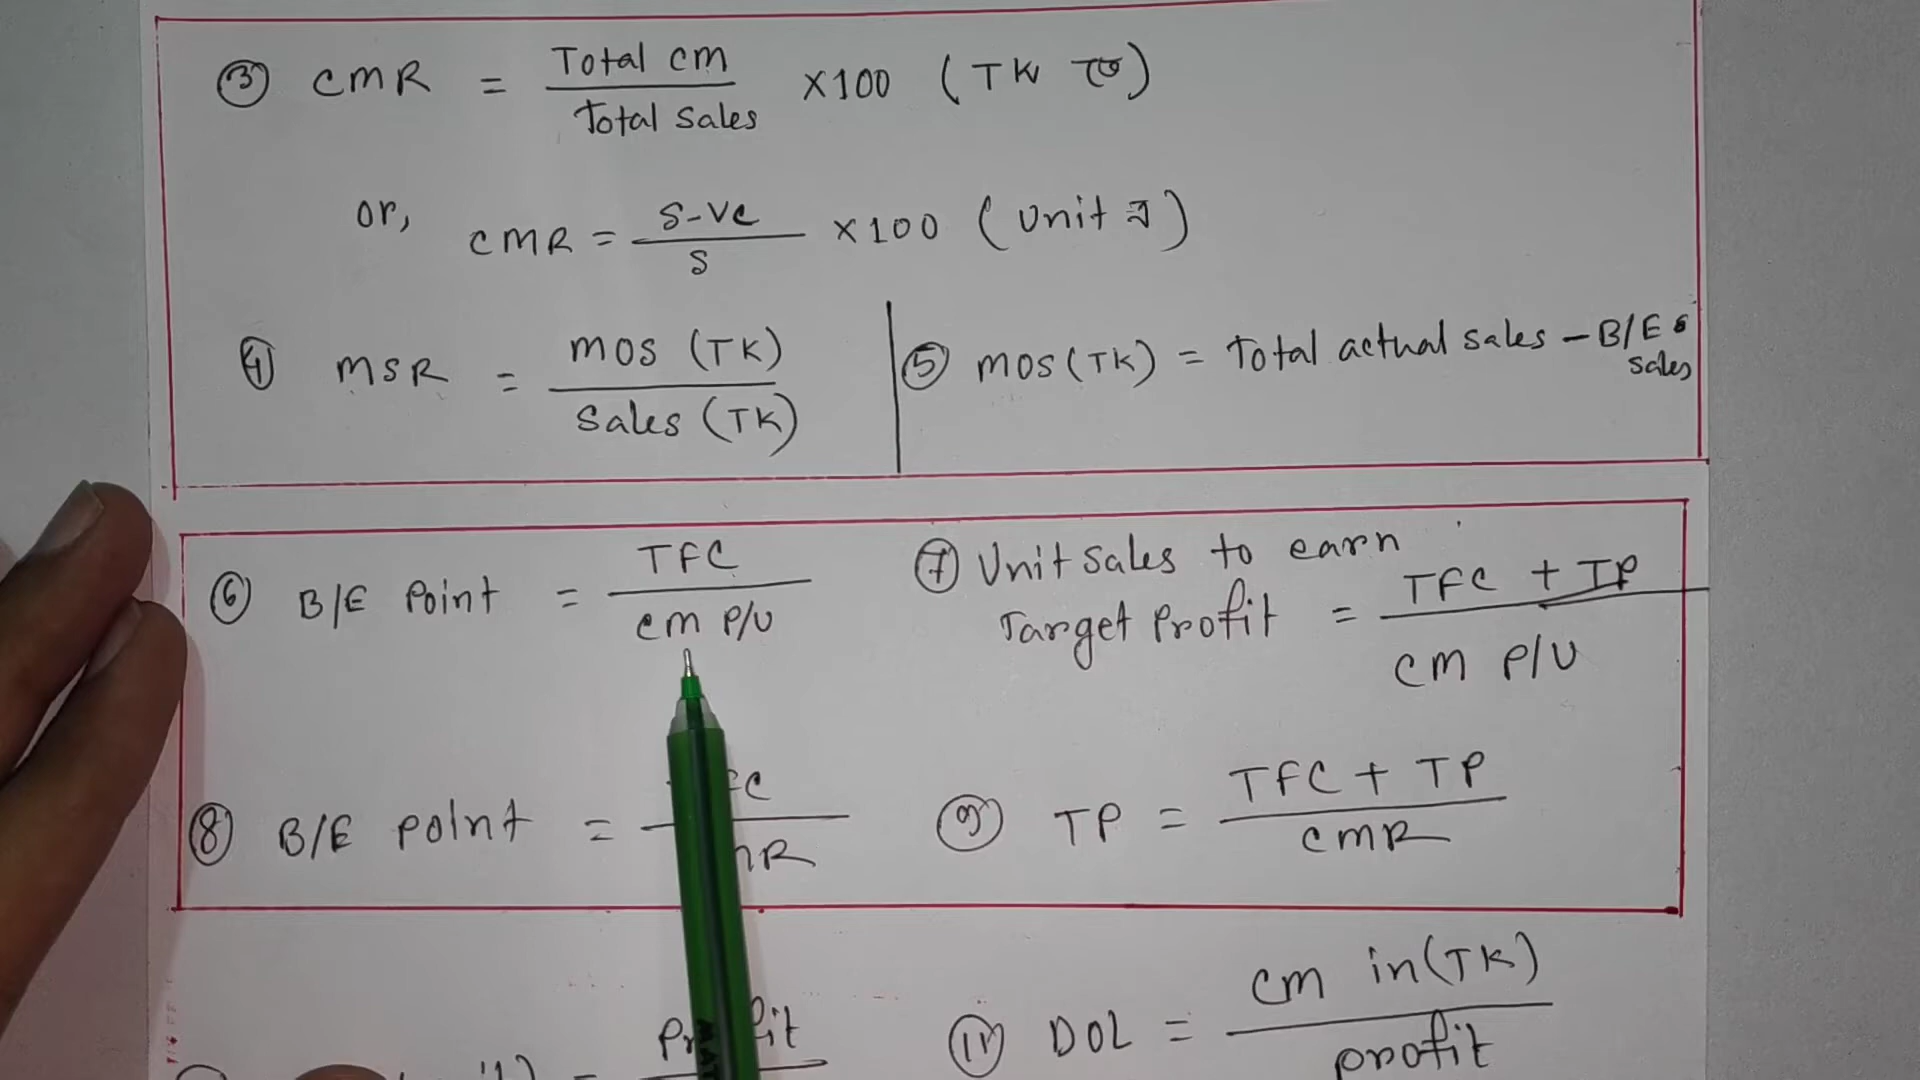 ③ CMR = Total CM / Total Sales ×100 (TK তে)
or, CMR = S-VC / S ×100 (Unit এ)
④ MSR = MOS (TK) / Sales (TK)
⑤ MOS (TK) = Total actual sales - B/E sales
⑥ B/E Point = TFC / CM P/U
⑦ Unit Sales to earn Target Profit = TFC + TP / CM P/U
⑧ B/E Point =
⑨ TP = TFC + TP / CMR
DOL = CM in (TK) / profit